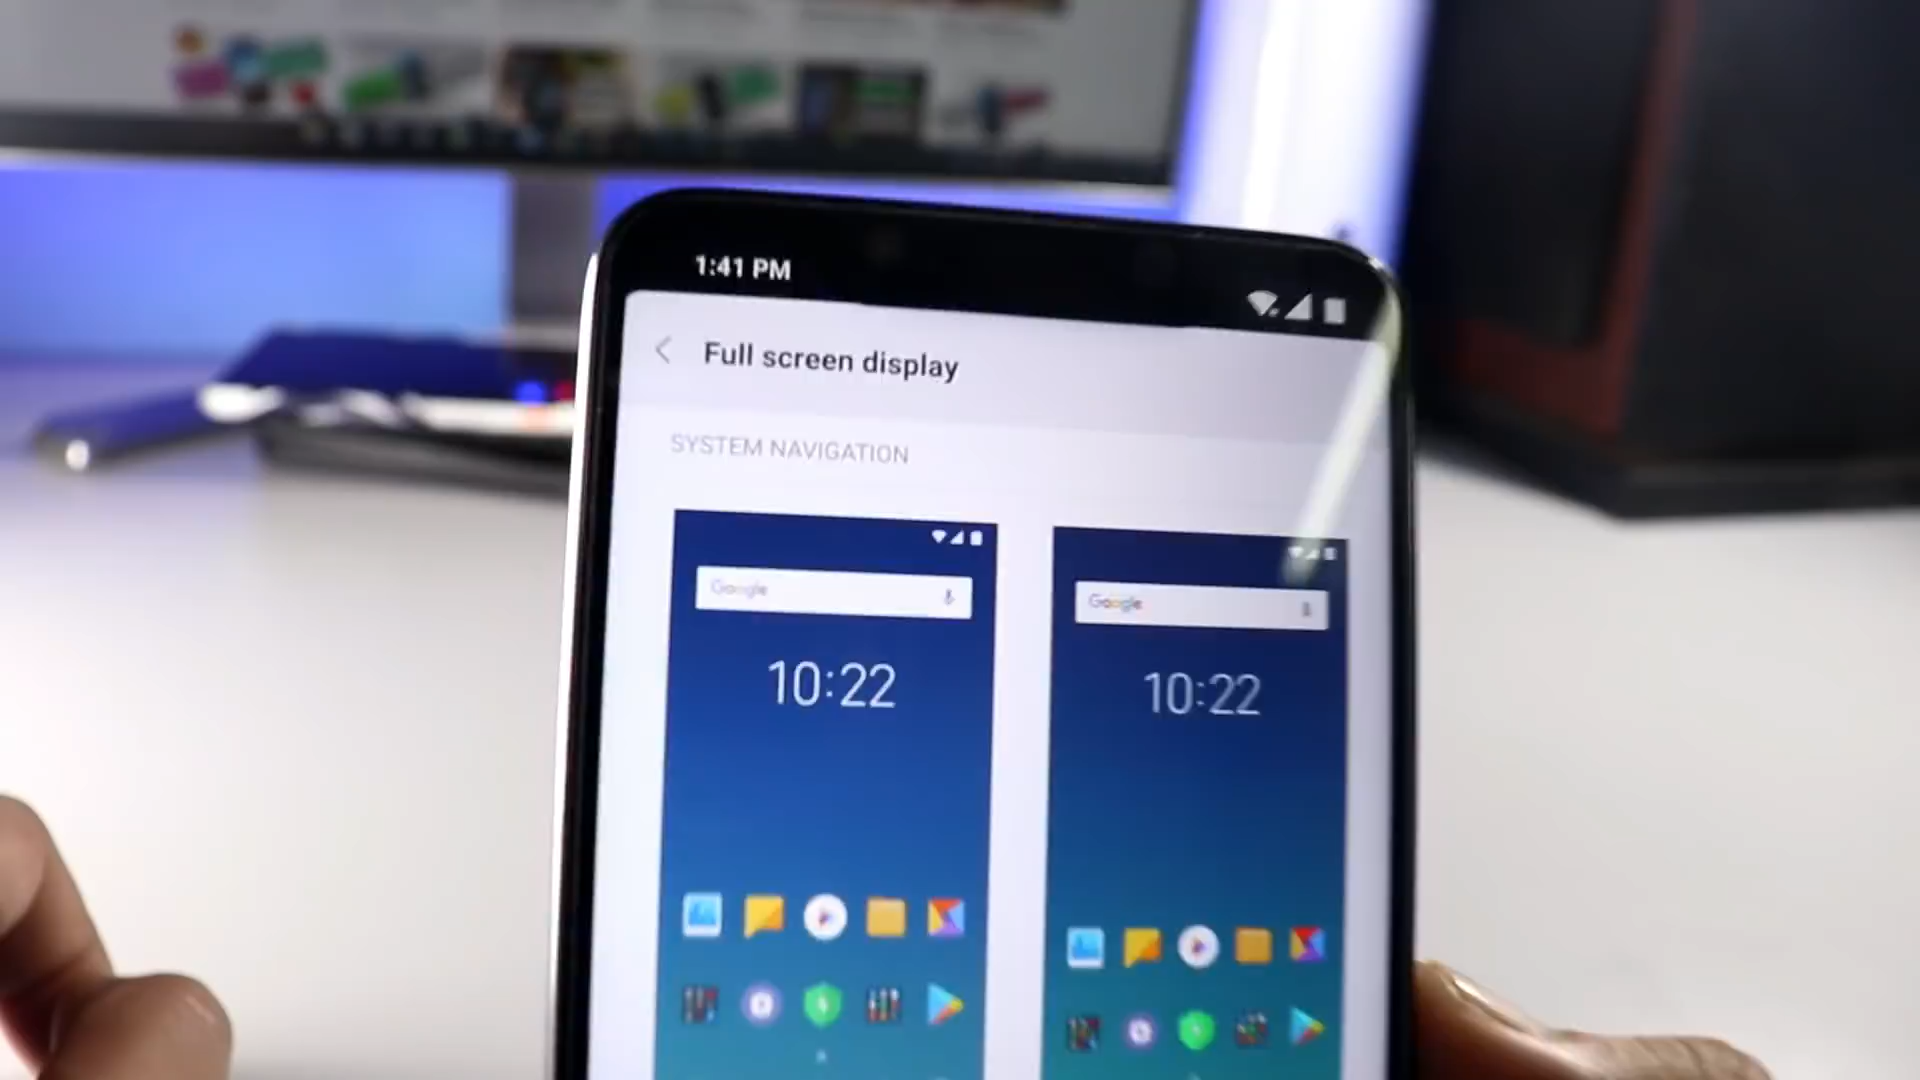 1:41 PM
Full screen display
SYSTEM NAVIGATION
Google
Google
10:22
10:22